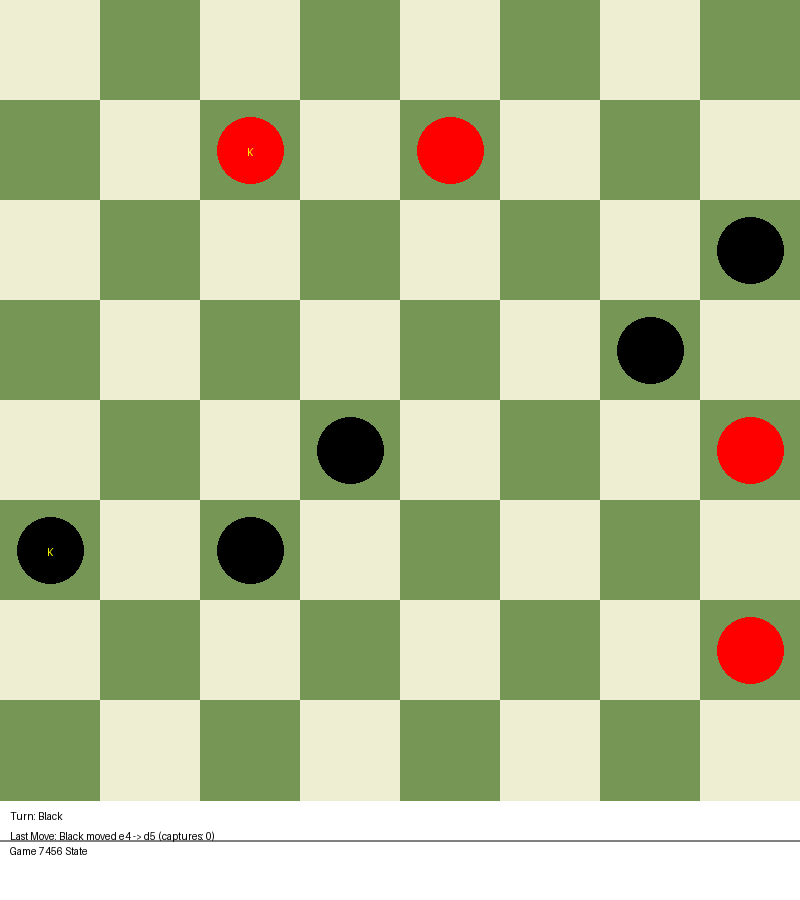 K
K
Turn: Black
Last Move: Black moved e4 -> d5 (captures: 0)
Game 7456 State